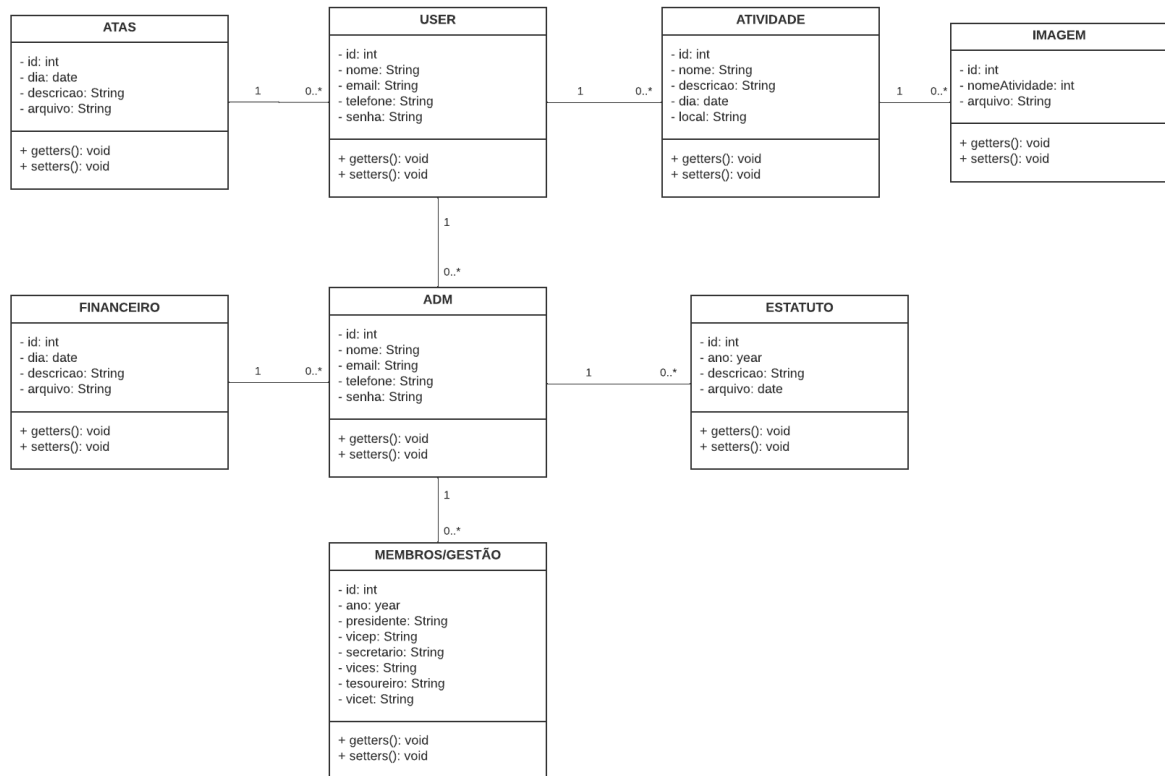 ATAS
- id: int
- dia: date
- descricao: String
- arquivo: String
+ getters(): void
+ setters(): void
1
0..*
USER
- id: int
- nome: String
- email: String
- telefone: String
- senha: String
+ getters(): void
+ setters(): void
1
0..*
ATIVIDADE
- id: int
- nome: String
- descricao: String
- dia: date
- local: String
+ getters(): void
+ setters(): void
1
0..*
IMAGEM
- id: int
- nomeAtividade: int
- arquivo: String
+ getters(): void
+ setters(): void
1
0..*
FINANCEIRO
- id: int
- dia: date
- descricao: String
- arquivo: String
+ getters(): void
+ setters(): void
1
0..*
ADM
- id: int
- nome: String
- email: String
- telefone: String
- senha: String
+ getters(): void
+ setters(): void
1
0..*
ESTATUTO
- id: int
- ano: year
- descricao: String
- arquivo: date
+ getters(): void
+ setters(): void
1
0..*
MEMBROS/GESTÃO
- id: int
- ano: year
- presidente: String
- vicep: String
- secretario: String
- vices: String
- tesoureiro: String
- vicet: String
+ getters(): void
+ setters(): void